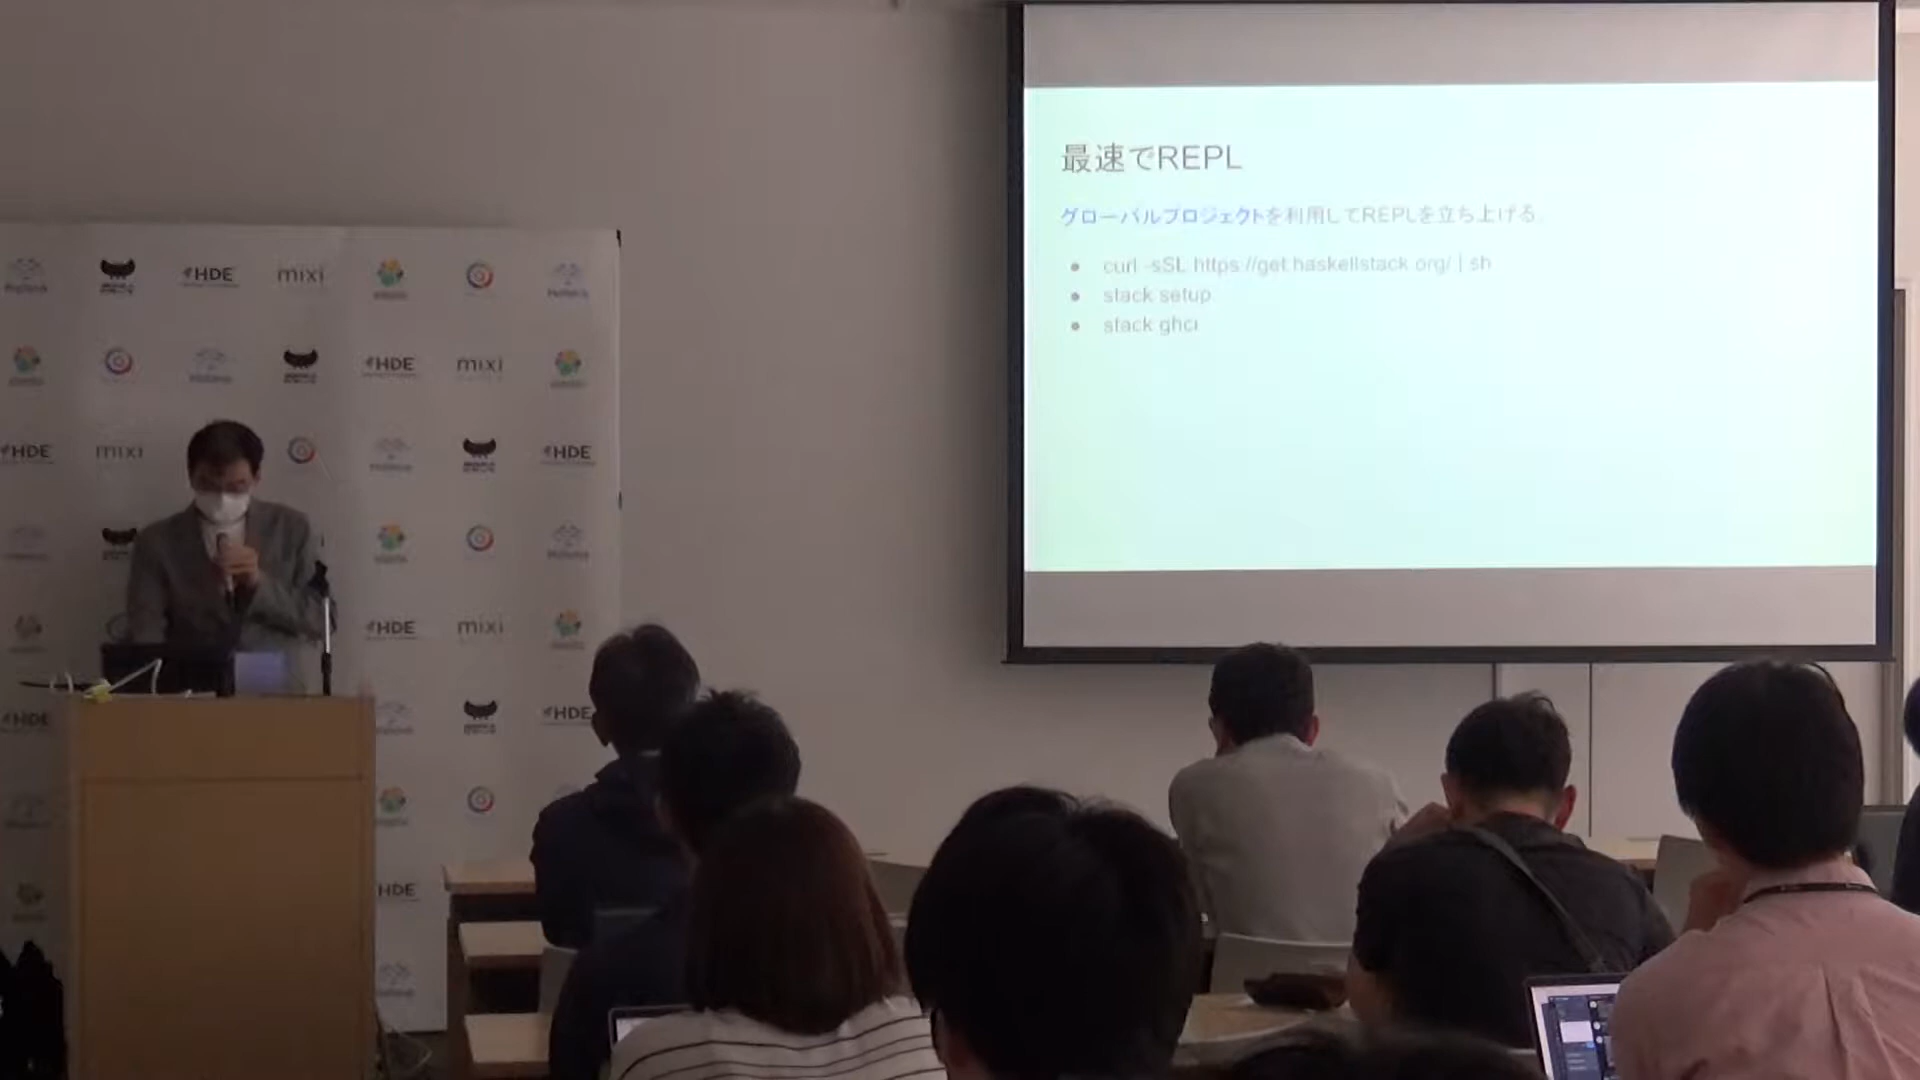 最速でREPL
グローバルプロジェクトを利用してREPLを立ち上げる。
● curl -sSL https://get.haskellstack.org/ | sh
● stack setup
● stack ghci
HDE mixi
HDE mixi
HDE mixi HDE
HDE mixi
HDE HDE
HDE